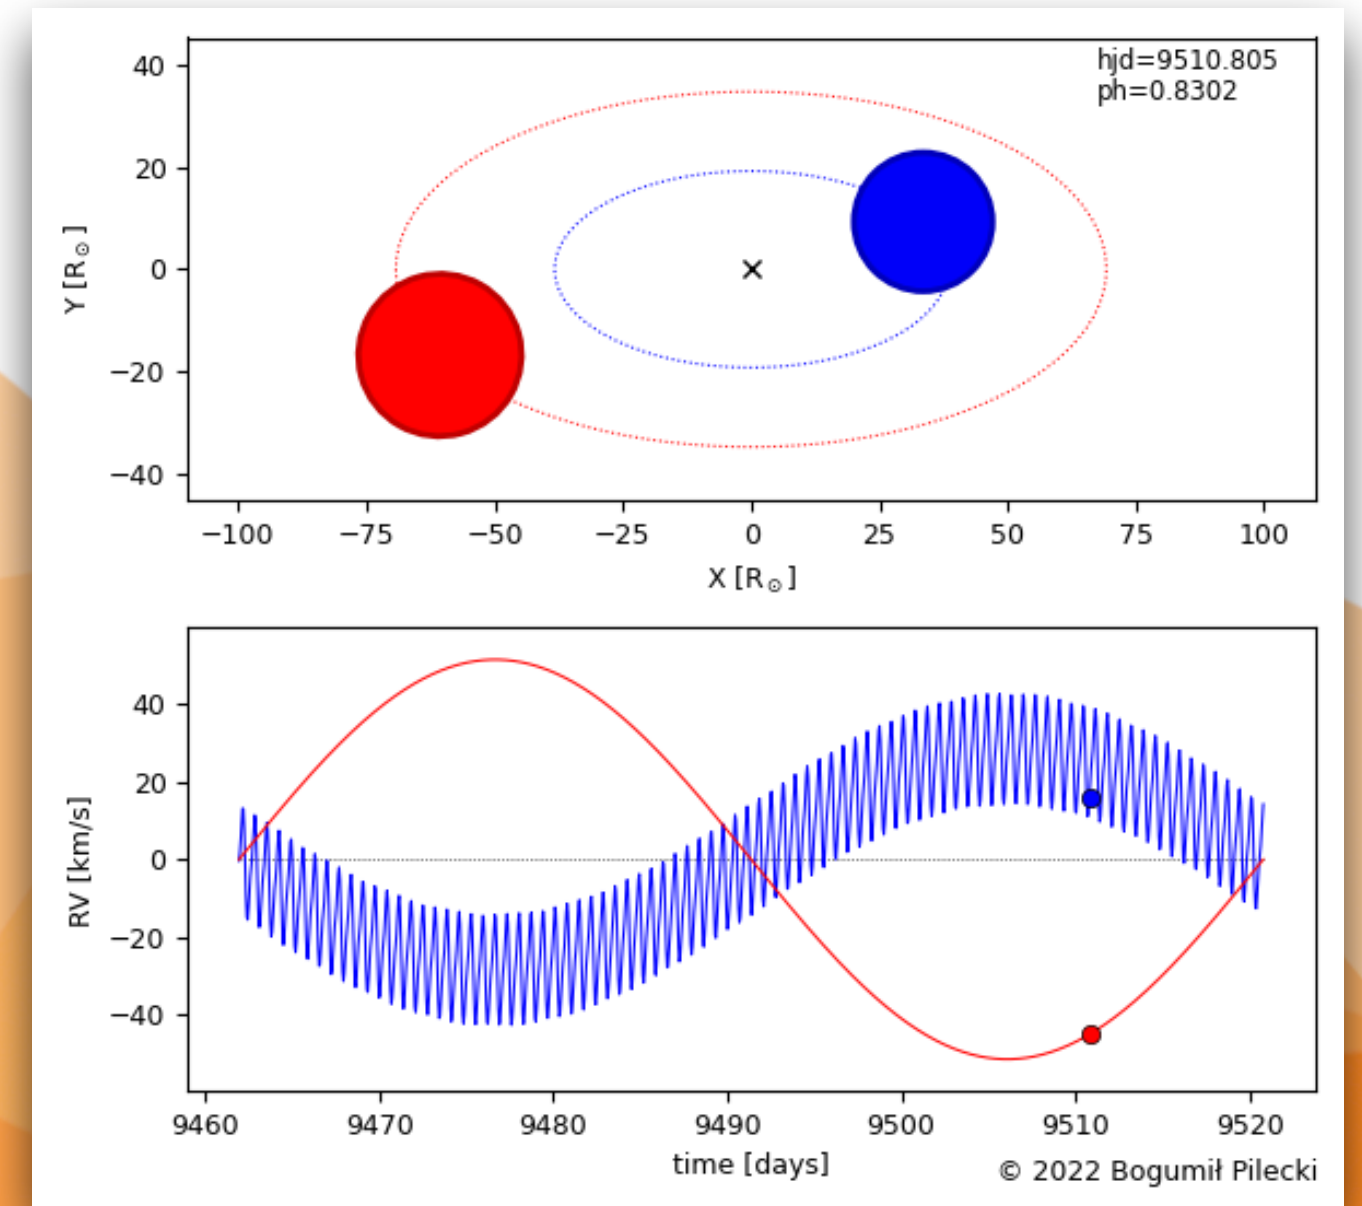 hjd=9510.805
ph=0.8302
40
20
0
−20
−40
Y [R☉]
−100 −75 −50 −25 0 25 50 75 100
X [R☉]
40
20
0
−20
−40
RV [km/s]
9460 9470 9480 9490 9500 9510 9520
time [days]
© 2022 Bogumił Pilecki